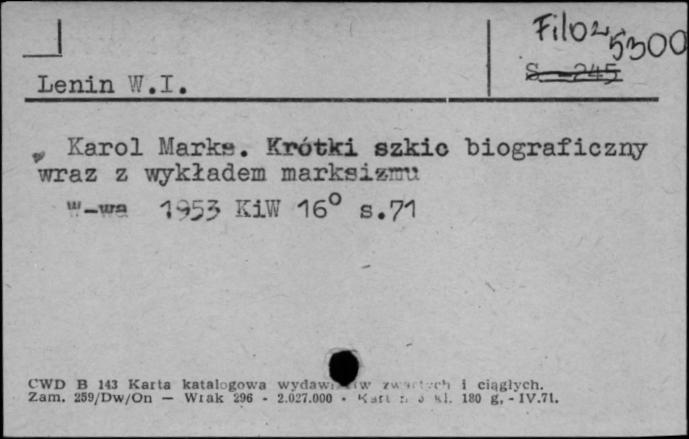 Filoz 5300
S - 245
Lenin W.I.
Karol Marks. Krótki szkic biograficzny
wraz z wykładem marksizmu
W-wa 1953 KiW 16° s.71
CWD B 143 Karta katalogowa i ciągłych.
Zam. 259/Dw/On — Wrak 296 - 2.027.000 - kl. 180 g. - IV.71.